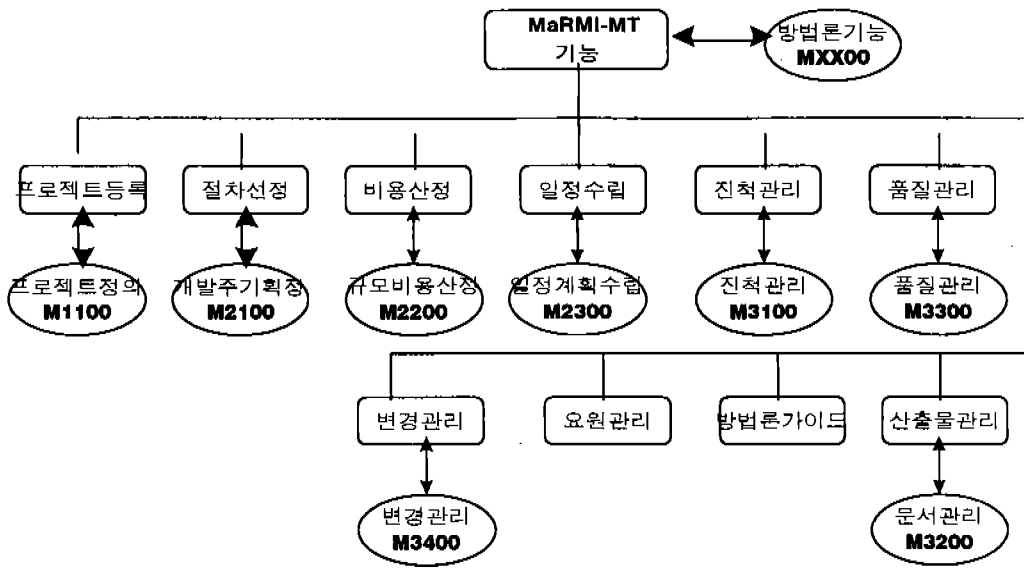 MaRMI-MT
기능
방법론기능
MXX00
프로젝트등록
절차선정
비용산정
일정수립
진척관리
품질관리
프로젝트정의
M1100
개발주기획정
M2100
규모비용산정
M2200
일정계획수립
M2300
진척관리
M3100
품질관리
M3300
변경관리
요원관리
방법론가이드
산출물관리
변경관리
M3400
문서관리
M3200